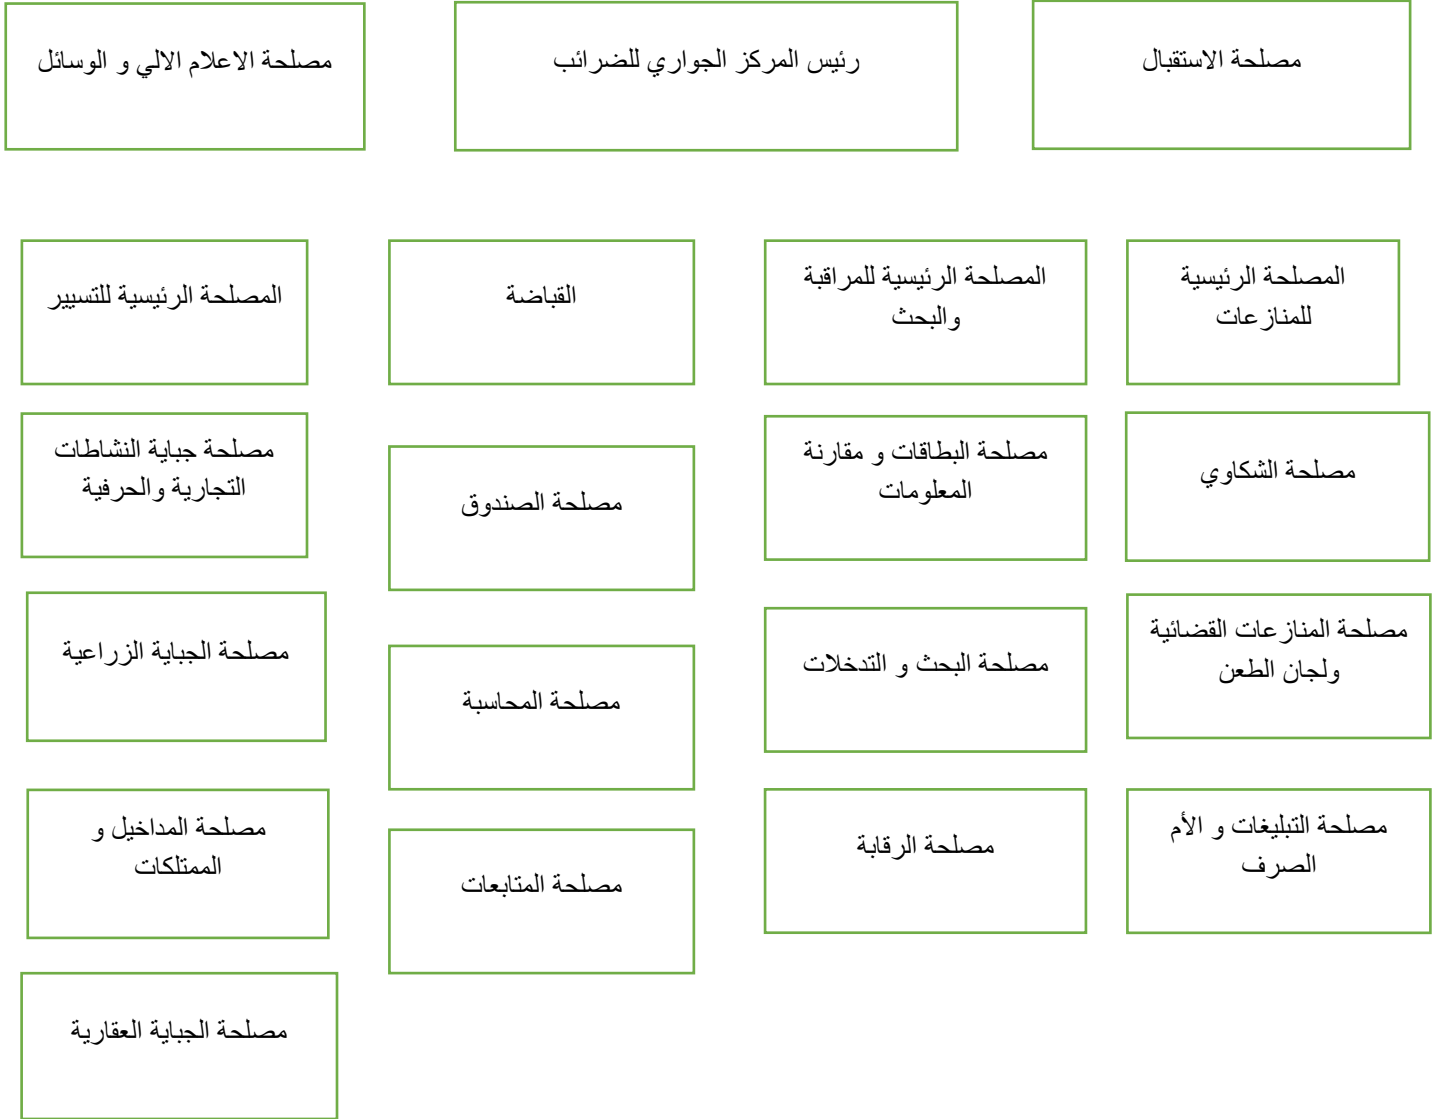 مصلحة الاستقبال
رئيس المركز الجواري للضرائب
مصلحة الاعلام الالي و الوسائل
المصلحة الرئيسية
للمنازعات
المصلحة الرئيسية للمراقبة
والبحث
القباضة
المصلحة الرئيسية للتسيير
مصلحة الشكاوي
مصلحة البطاقات و مقارنة
المعلومات
مصلحة الصندوق
مصلحة جباية النشاطات
التجارية والحرفية
مصلحة المنازعات القضائية
ولجان الطعن
مصلحة البحث و التدخلات
مصلحة المحاسبة
مصلحة الجباية الزراعية
مصلحة التبليغات و الأم
الصرف
مصلحة الرقابة
مصلحة المتابعات
مصلحة المداخيل و
الممتلكات
مصلحة الجباية العقارية